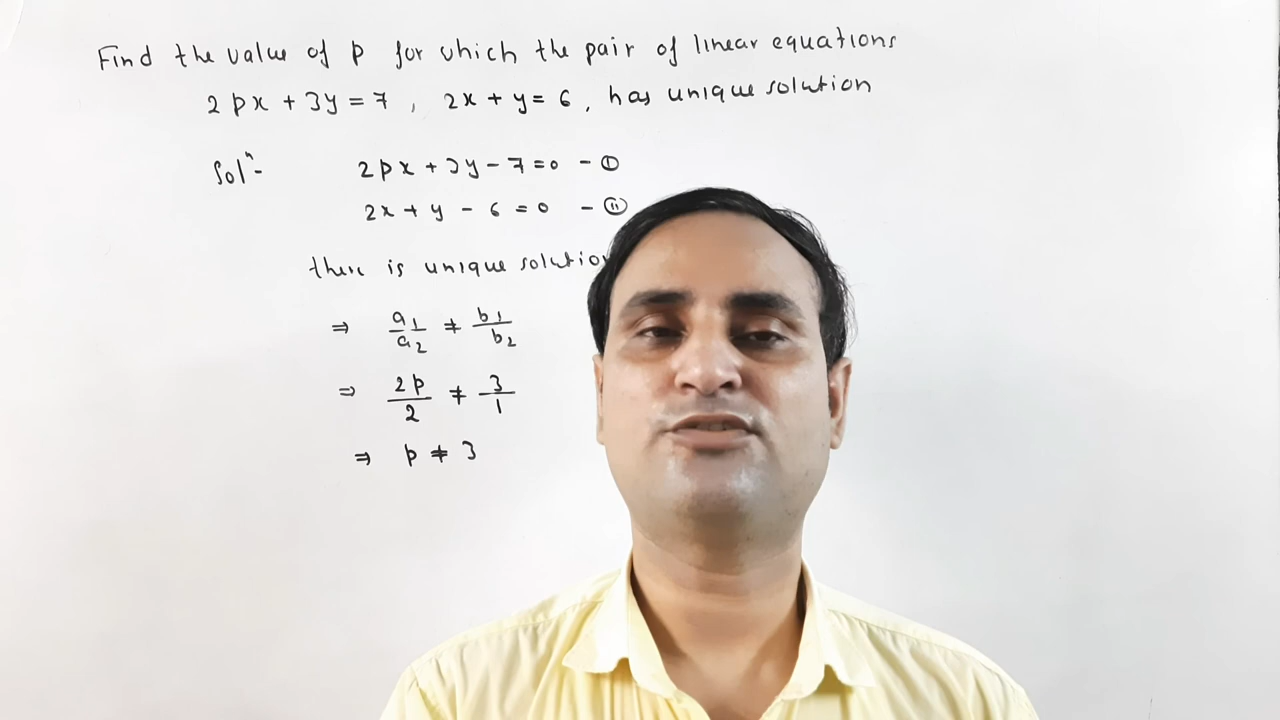 Find the value of p for which the pair of linear equations
2px + 3y = 7 , 2x + y = 6 , has unique solution
Solⁿ- 2px + 3y - 7 = 0 - ①
2x + y - 6 = 0 - ⑪
there is unique solution
⇒ a₁/a₂ ≠ b₁/b₂
⇒ 2p/2 ≠ 3/1
⇒ p ≠ 3